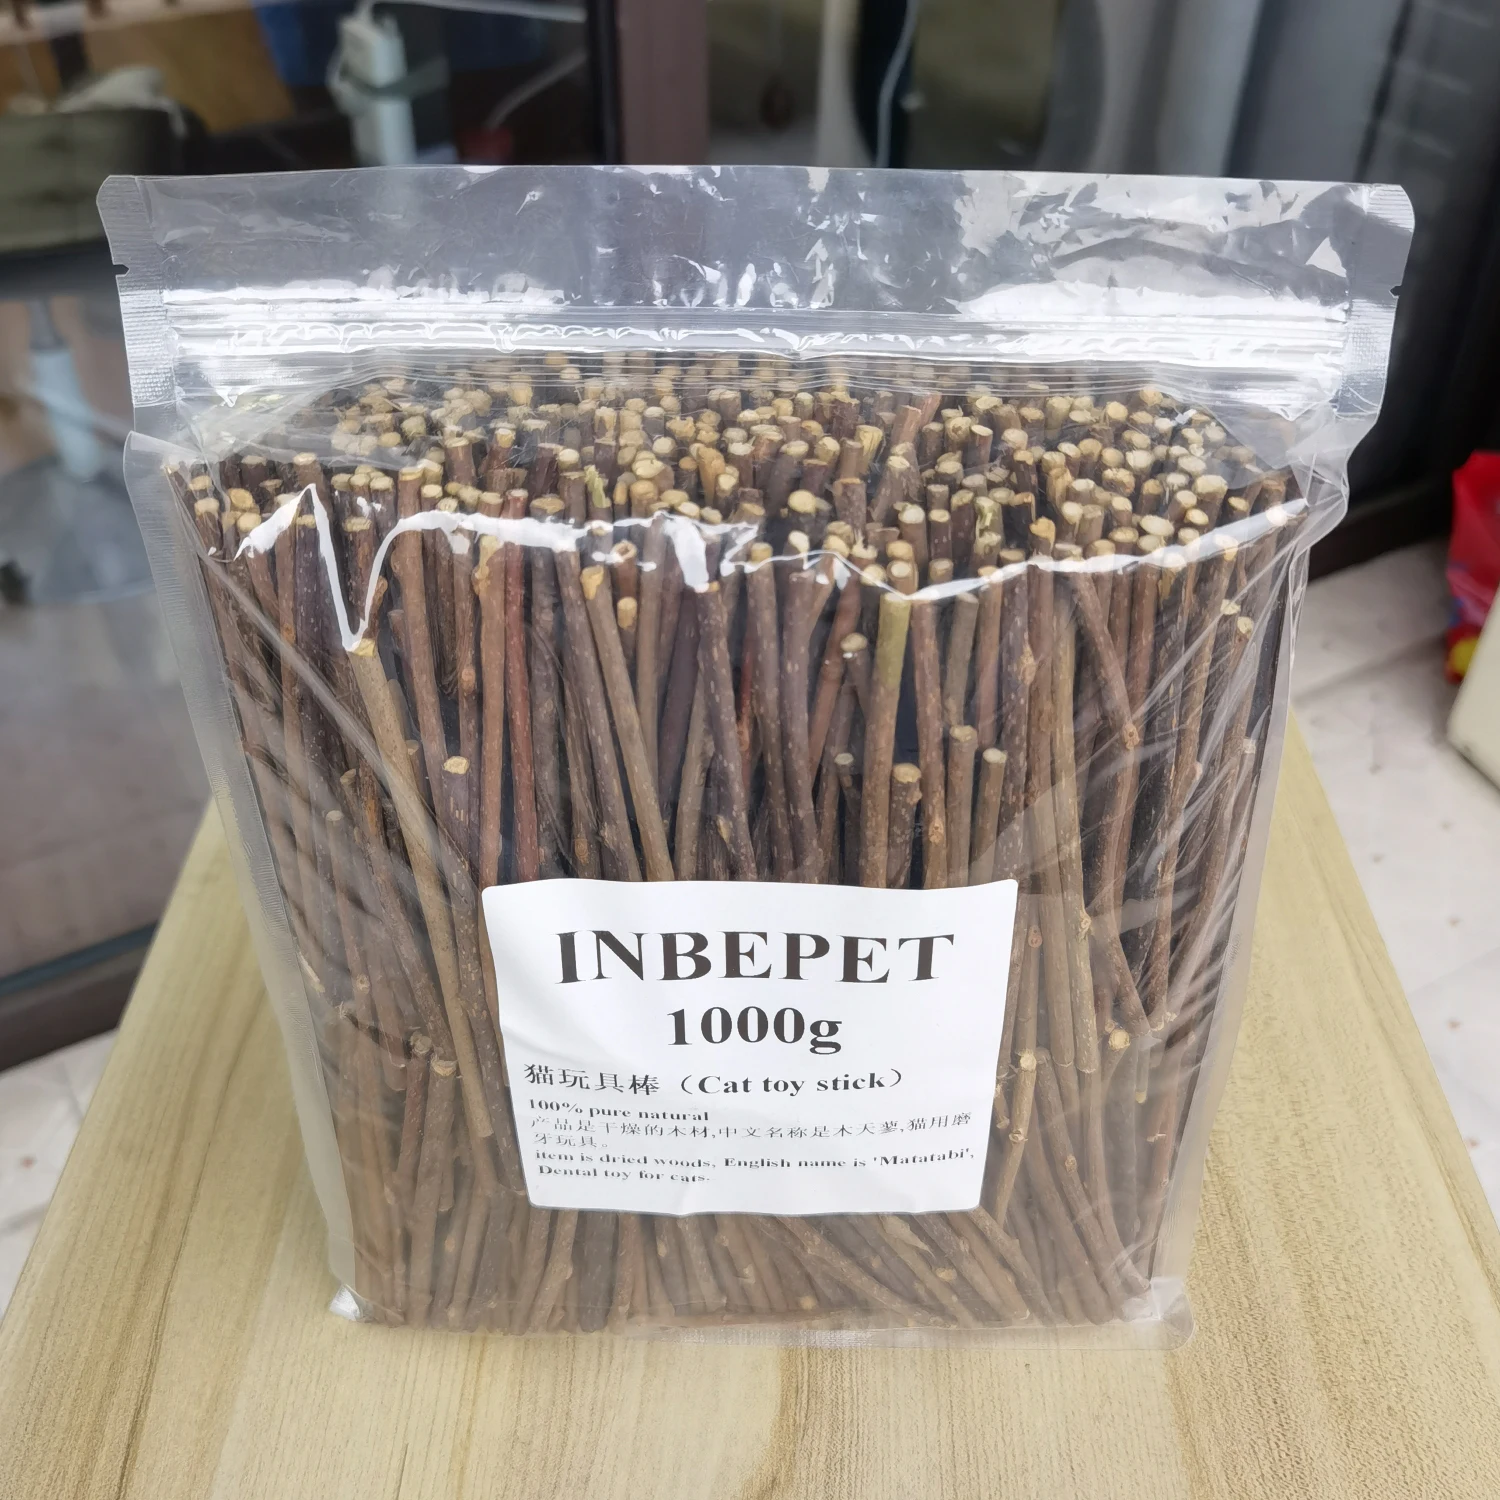 INBEPET
1000g
猫玩具棒（Cat toy stick）
100% pure natural
产品是干燥的木材,中文名称是木天蓼,猫用磨
牙玩具。
item is dried woods, English name is 'Matatabi',
Dental toy for cats.